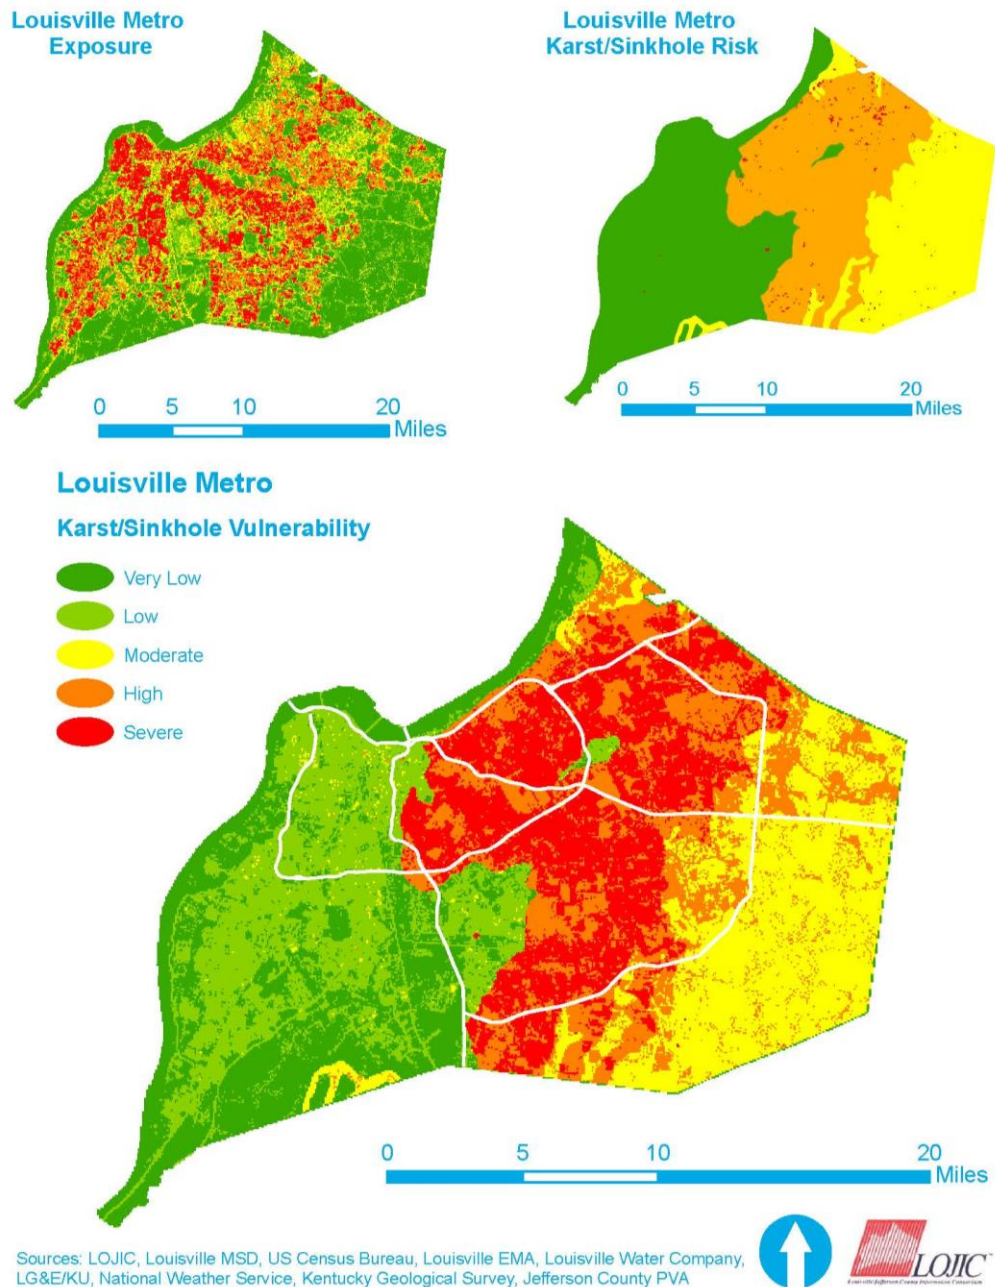 Louisville Metro
Exposure
Louisville Metro
Karst/Sinkhole Risk
0 5 10 20
Miles
0 5 10 20
Miles
Louisville Metro
Karst/Sinkhole Vulnerability
Very Low
Low
Moderate
High
Severe
0 5 10 20
Miles
Sources: LOJIC, Louisville MSD, US Census Bureau, Louisville EMA, Louisville Water Company,
LG&E/KU, National Weather Service, Kentucky Geological Survey, Jefferson County PVA
LOJIC